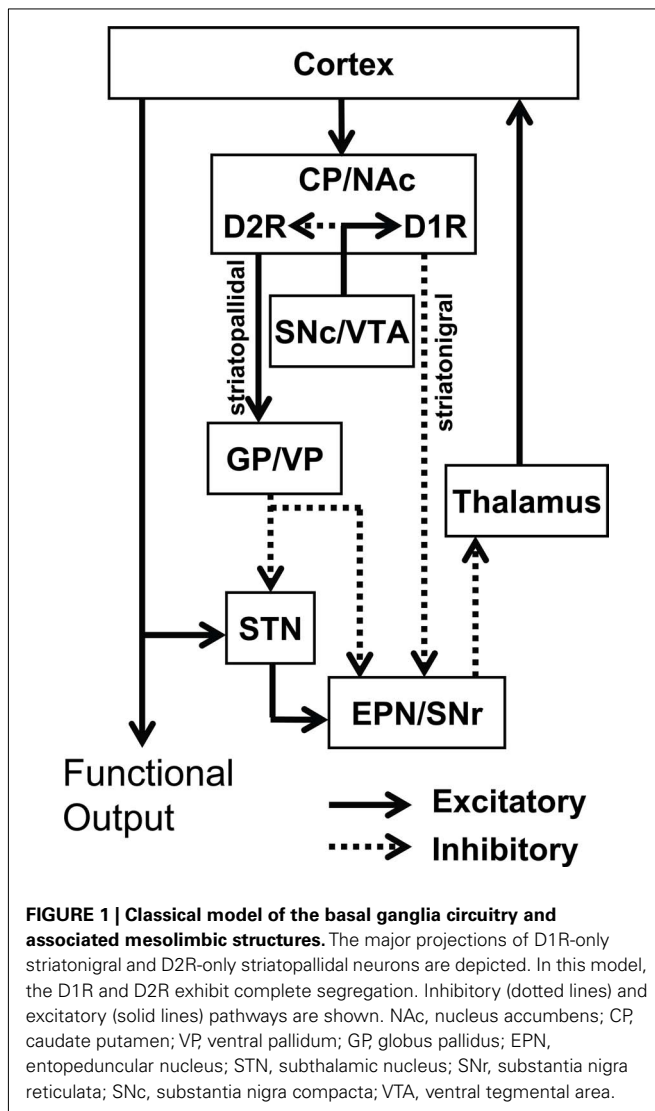 Cortex
CP/NAc
D2R
D1R
SNc/VTA
striatopallidal
striatonigral
GP/VP
Thalamus
STN
EPN/SNr
Functional
Output
Excitatory
Inhibitory
FIGURE 1 | Classical model of the basal ganglia circuitry and
associated mesolimbic structures. The major projections of D1R-only
striatonigral and D2R-only striatopallidal neurons are depicted. In this model,
the D1R and D2R exhibit complete segregation. Inhibitory (dotted lines) and
excitatory (solid lines) pathways are shown. NAc, nucleus accumbens; CP,
caudate putamen; VP, ventral pallidum; GP, globus pallidus; EPN,
entopeduncular nucleus; STN, subthalamic nucleus; SNr, substantia nigra
reticulata; SNc, substantia nigra compacta; VTA, ventral tegmental area.